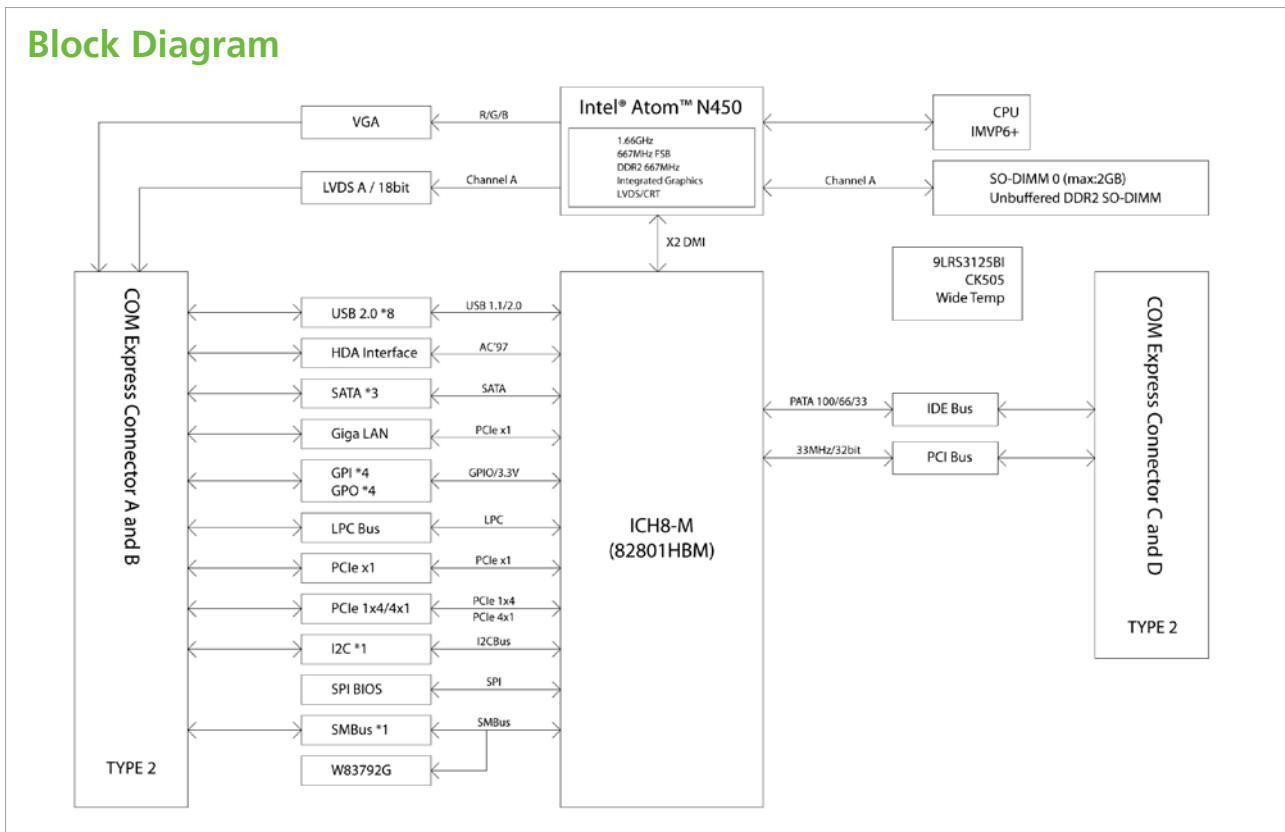 Block Diagram
VGA
R/G/B
Intel® Atom™ N450
1.66GHz
667MHz FSB
DDR2 667MHz
Integrated Graphics
LVDS/CRT
CPU
IMVP6+
LVDS A / 18bit
Channel A
Channel A
SO-DIMM 0 (max:2GB)
Unbuffered DDR2 SO-DIMM
X2 DMI
9LRS3125BI
CK505
Wide Temp
COM Express Connector A and B
TYPE 2
USB 2.0 *8
USB 1.1/2.0
HDA Interface
AC'97
SATA *3
SATA
Giga LAN
PCIe x1
GPI *4
GPO *4
GPIO/3.3V
LPC Bus
LPC
PCIe x1
PCIe x1
PCIe 1x4/4x1
PCIe 1x4
PCIe 4x1
I2C *1
I2CBus
SPI BIOS
SPI
SMBus *1
SMBus
W83792G
ICH8-M
(82801HBM)
PATA 100/66/33
IDE Bus
33MHz/32bit
PCI Bus
COM Express Connector C and D
TYPE 2